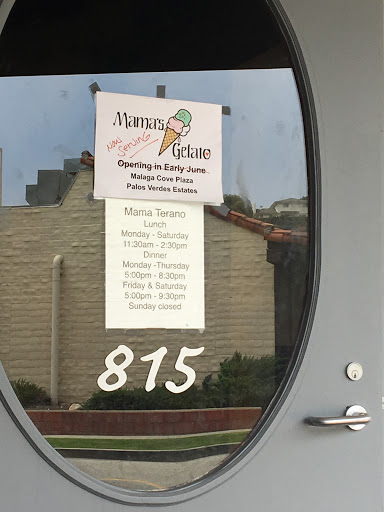 Mama's
Now Serving
Gelato
Opening in Early June
Malaga Cove Plaza
Palos Verdes Estates
Mama Terano
Lunch
Monday - Saturday
11:30am - 2:30pm
Dinner
Monday -Thursday
5:00pm - 8:30pm
Friday & Saturday
5:00pm - 9:30pm
Sunday closed
815